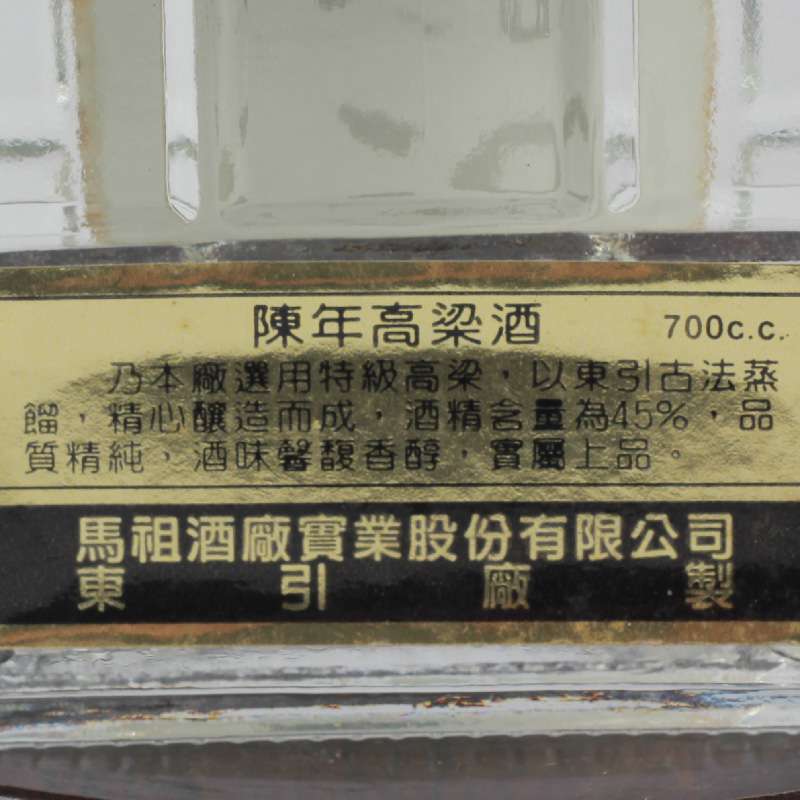 陳年高梁酒 700c.c.
乃本廠選用特級高梁，以東引古法蒸
餾，精心釀造而成，酒精含量為45%，品
質精純，酒味馨馥香醇，實屬上品。
馬祖酒廠實業股份有限公司
東引廠製